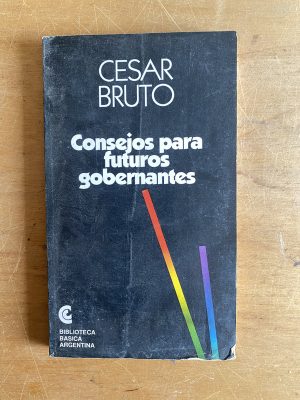 CESAR
BRUTO
Consejos para
futuros
gobernantes
BIBLIOTECA
BASICA
ARGENTINA